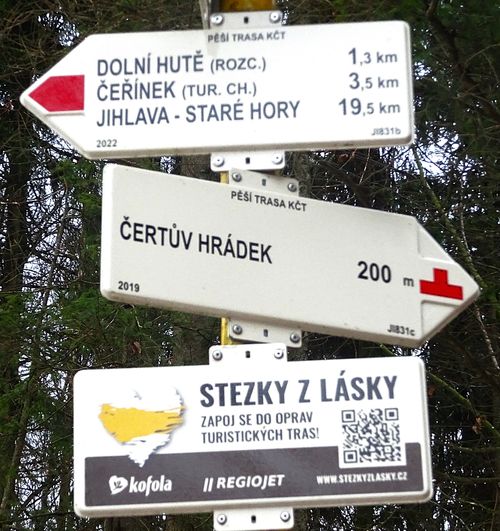 PĚŠÍ TRASA KČT
DOLNÍ HUTĚ (ROZC.) 1,3 km
ČEŘÍNEK (TUR. CH.) 3,5 km
JIHLAVA - STARÉ HORY 19,5 km
2022 JI831b
PĚŠÍ TRASA KČT
ČERTŮV HRÁDEK 200 m
2019 JI831c
STEZKY Z LÁSKY
ZAPOJ SE DO OPRAV
TURISTICKÝCH TRAS!
kofola // REGIOJET WWW.STEZKYZLASKY.CZ